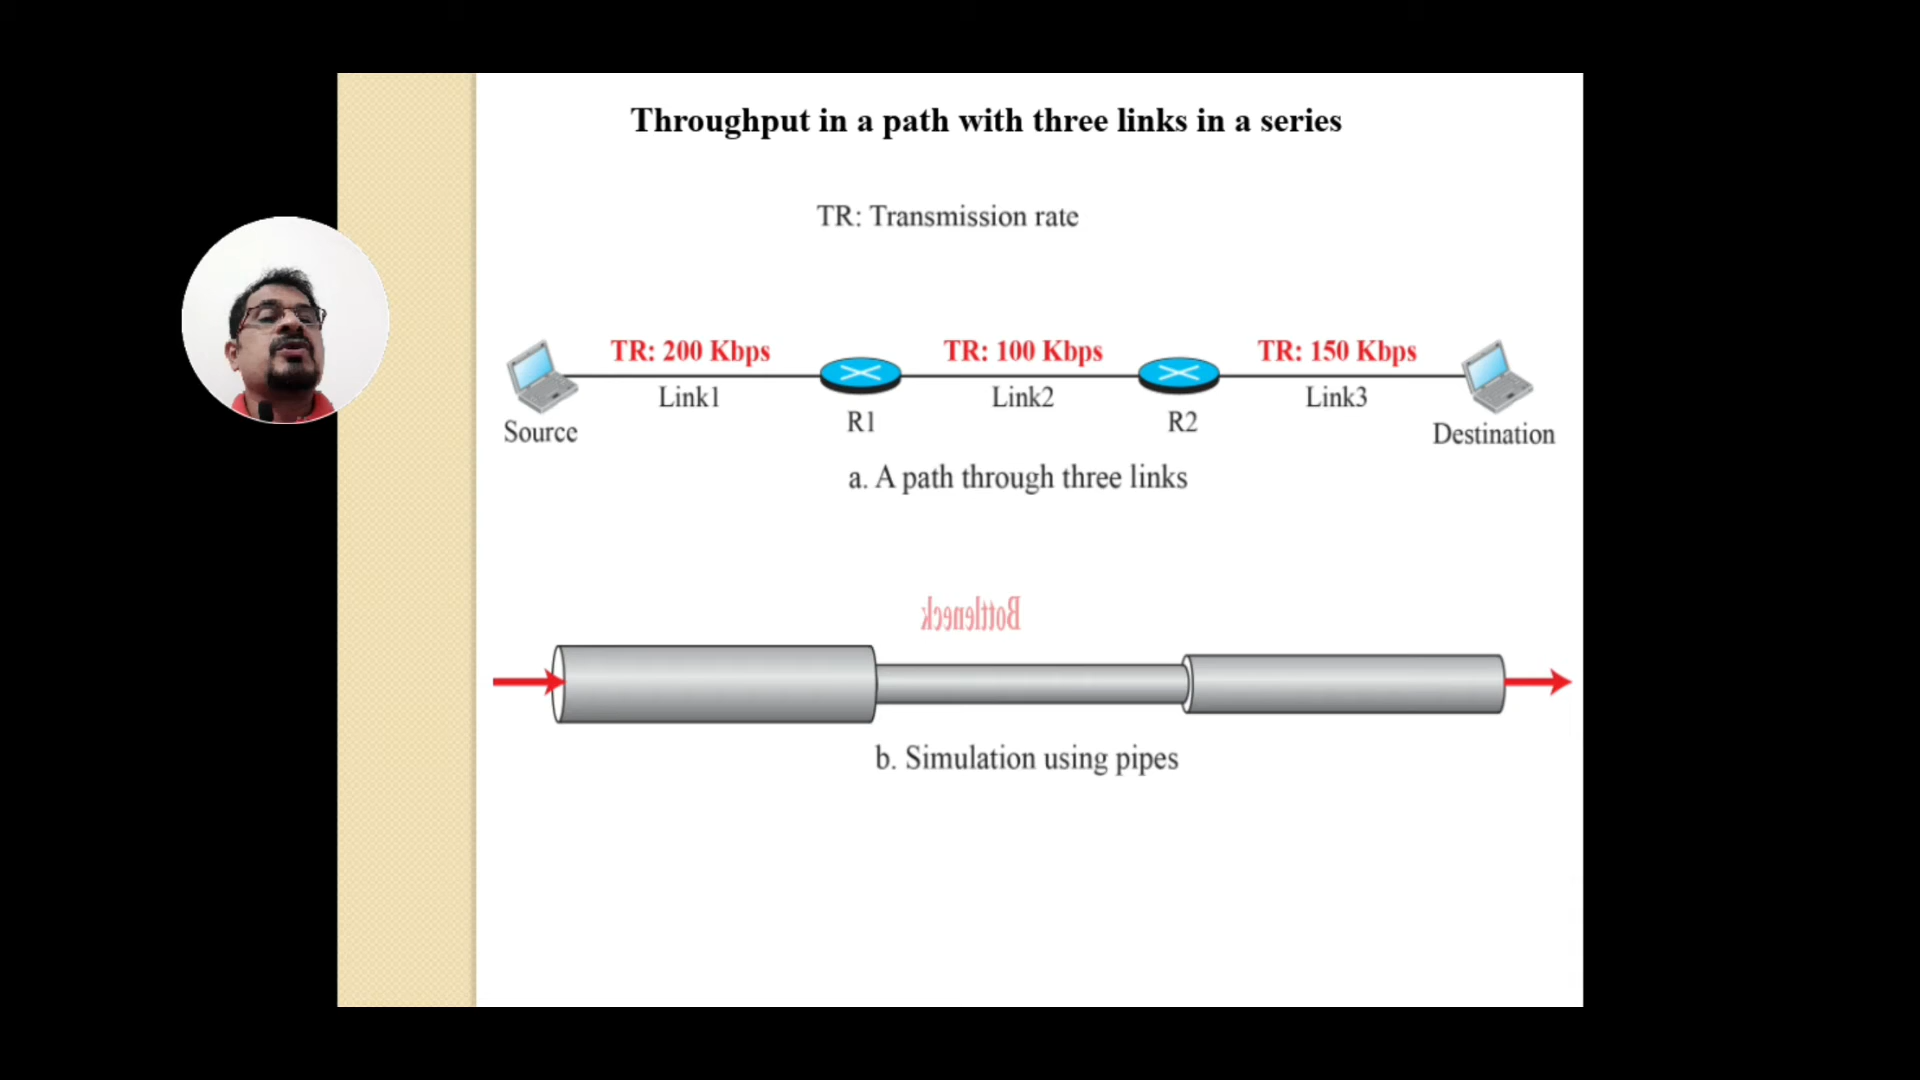 Throughput in a path with three links in a series
TR: Transmission rate
TR: 200 Kbps
TR: 100 Kbps
TR: 150 Kbps
Link1
Link2
Link3
R1
R2
Source
Destination
a. A path through three links
Bottleneck
b. Simulation using pipes